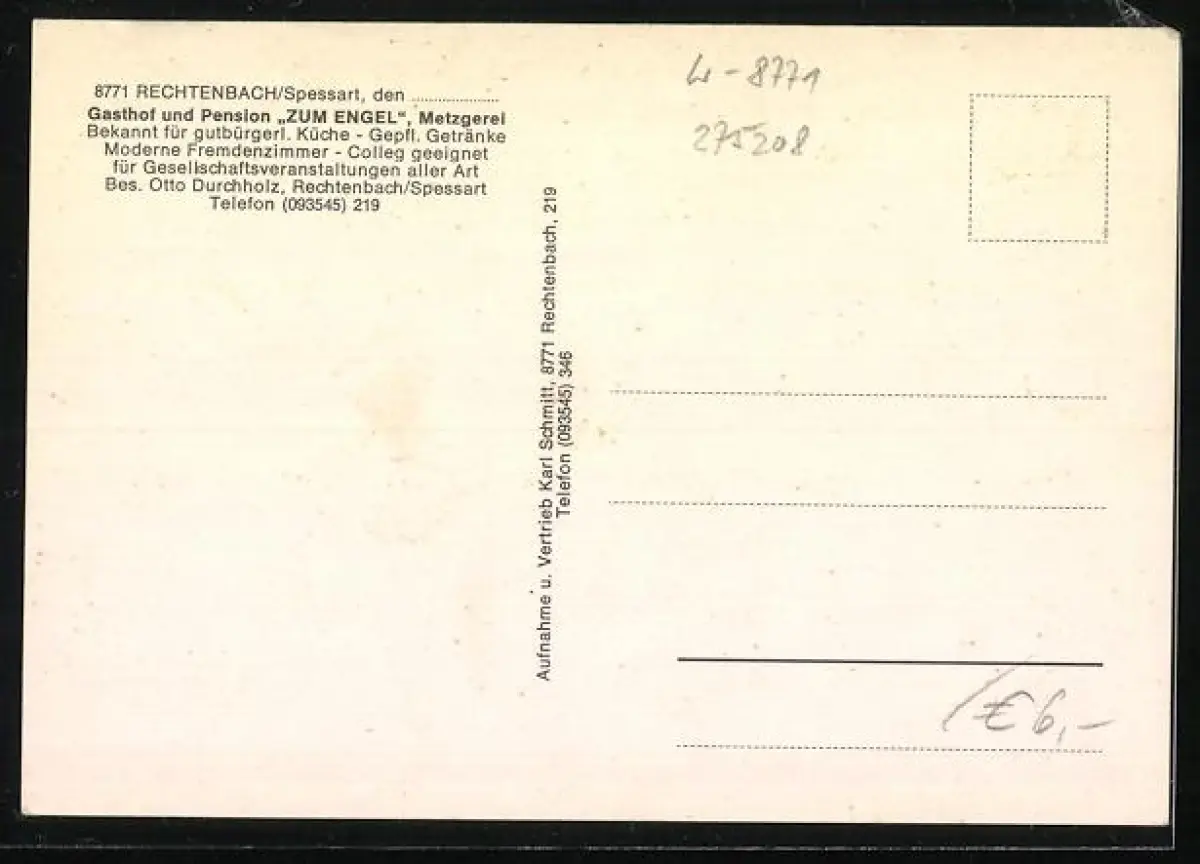 8771 RECHTENBACH/Spessart, den ....................
Gasthof und Pension „ZUM ENGEL“, Metzgerei
Bekannt für gutbürgerl. Küche - Gepfl. Getränke
Moderne Fremdenzimmer - Colleg geeignet
für Gesellschaftsveranstaltungen aller Art
Bes. Otto Durchholz, Rechtenbach/Spessart
Telefon (093545) 219
Aufnahme u. Vertrieb Karl Schmitt, 8771 Rechtenbach, 219
Telefon (093545) 346
W-8771
275208
€ 6,-